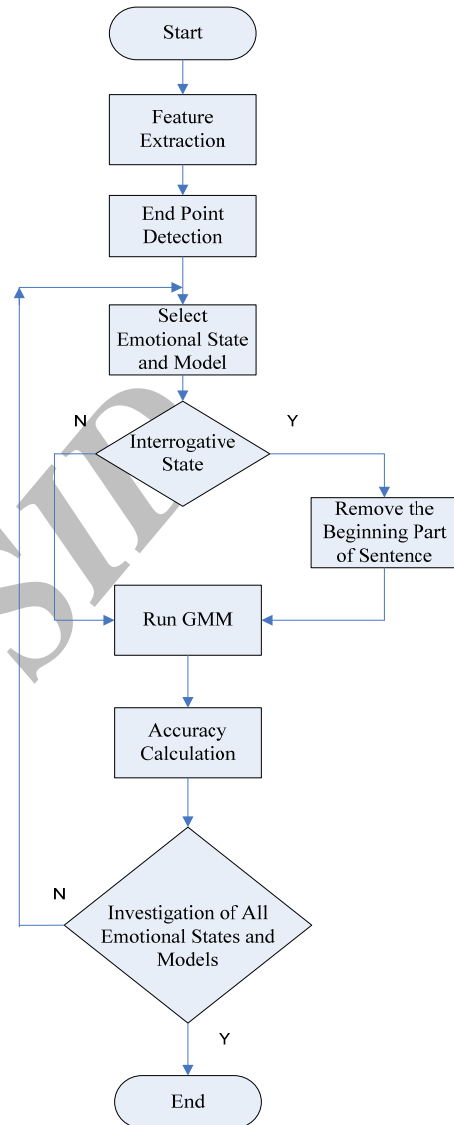 Start
Feature
Extraction
End Point
Detection
Select
Emotional State
and Model
N
Y
Interrogative
State
Remove the
Beginning Part
of Sentence
Run GMM
Accuracy
Calculation
N
Investigation of All
Emotional States and
Models
Y
End
SID